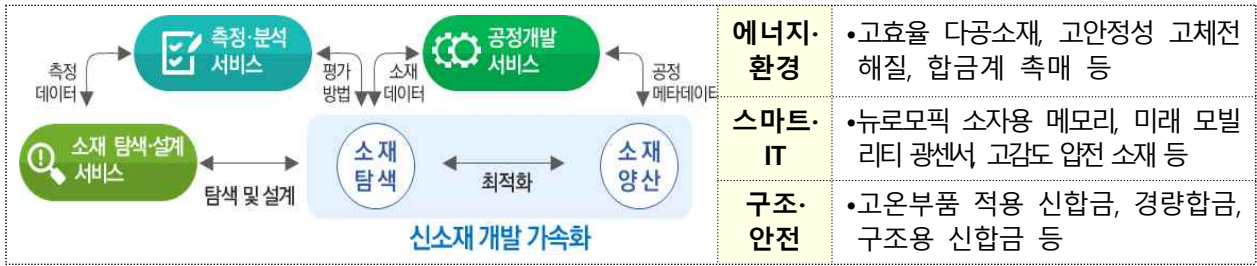 측정·분석
서비스
공정개발
서비스
측정
데이터
평가
방법
소재
데이터
공정
메타데이터
소재 탐색·설계
서비스
탐색 및 설계
소 재
탐 색
최적화
소 재
양 산
신소재 개발 가속화
에너지·
환경
•고효율 다공소재, 고안정성 고체전
해질, 합금계 촉매 등
스마트·
IT
•뉴로모픽 소자용 메모리, 미래 모빌
리티 광센서, 고감도 압전 소재 등
구조·
안전
•고온부품 적용 신합금, 경량합금,
구조용 신합금 등